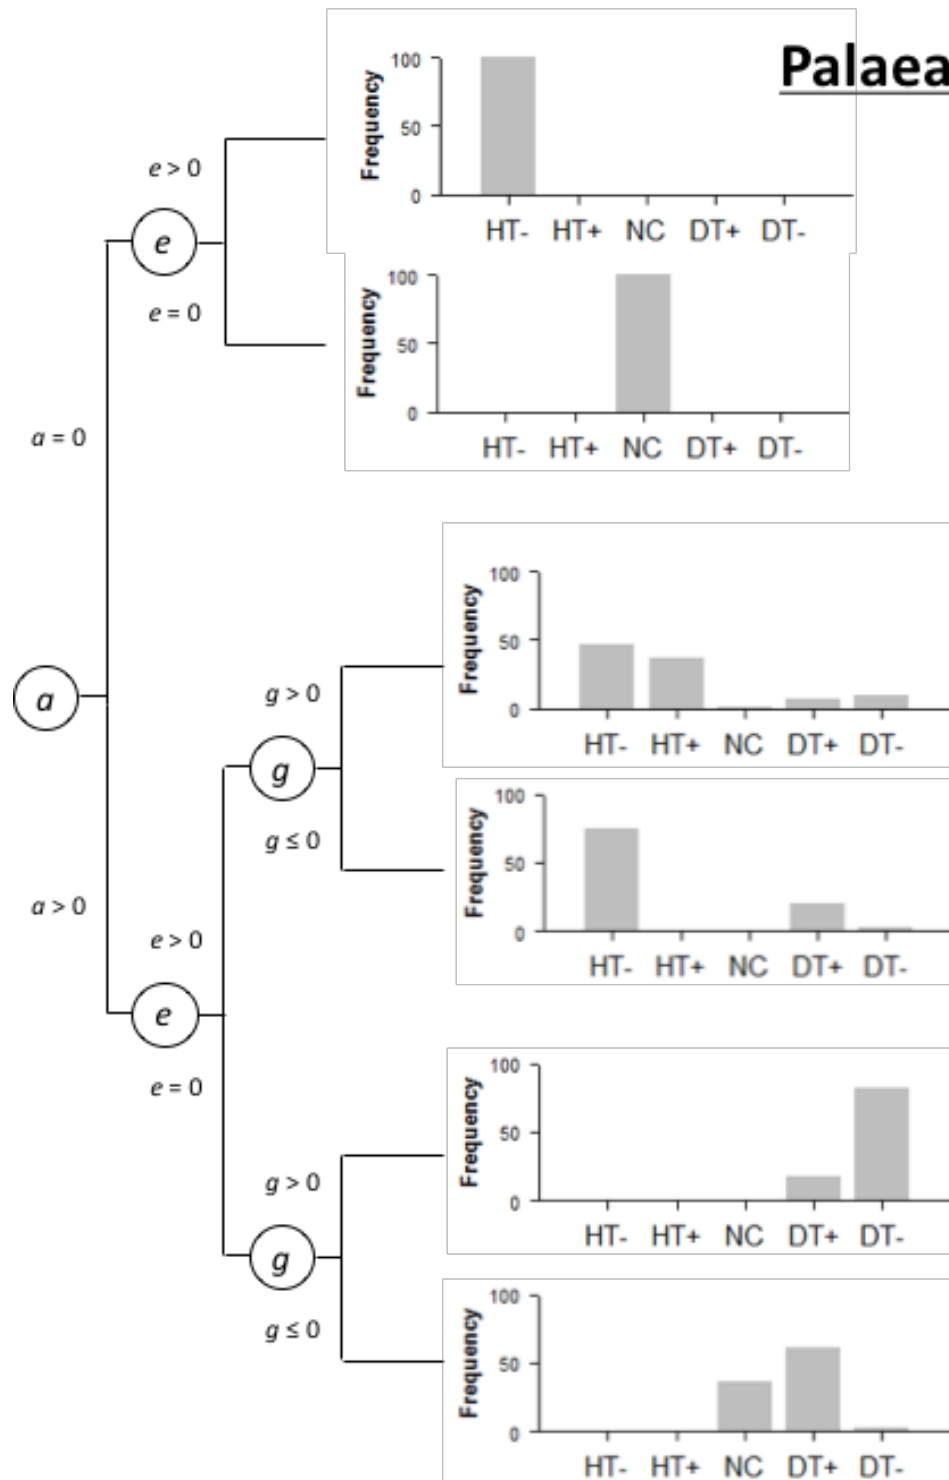 Palaea
Frequency
100
50
0
HT- HT+ NC DT+ DT-
e > 0
e
e = 0
Frequency
100
50
0
HT- HT+ NC DT+ DT-
a = 0
Frequency
100
50
0
HT- HT+ NC DT+ DT-
a
g > 0
g
g ≤ 0
Frequency
100
50
0
HT- HT+ NC DT+ DT-
a > 0
e > 0
e
e = 0
Frequency
100
50
0
HT- HT+ NC DT+ DT-
g > 0
g
g ≤ 0
Frequency
100
50
0
HT- HT+ NC DT+ DT-